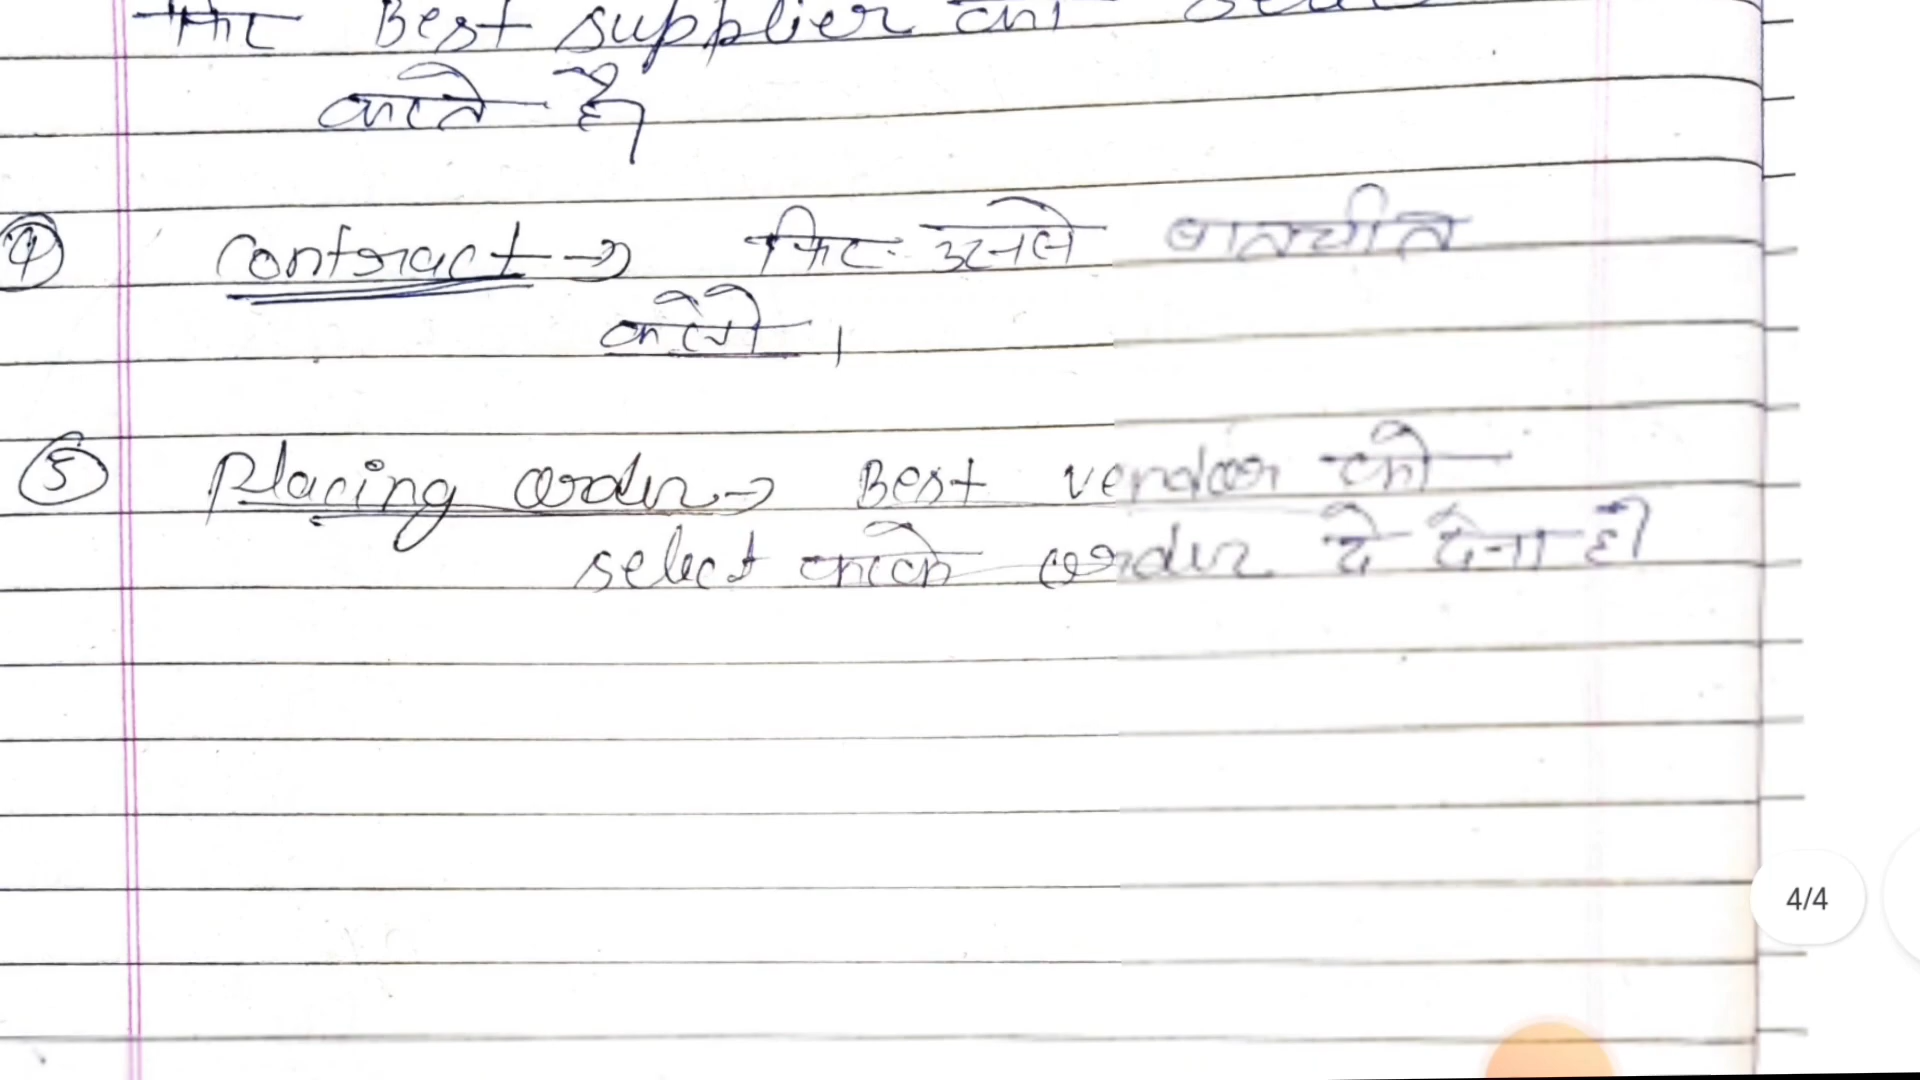 फिर Best supplier का
करते है
④ Contract → फिर उनसे बातचीत
करेंगे ।
⑤ Placing order → Best vendor को
select करके order दे देना है
4/4